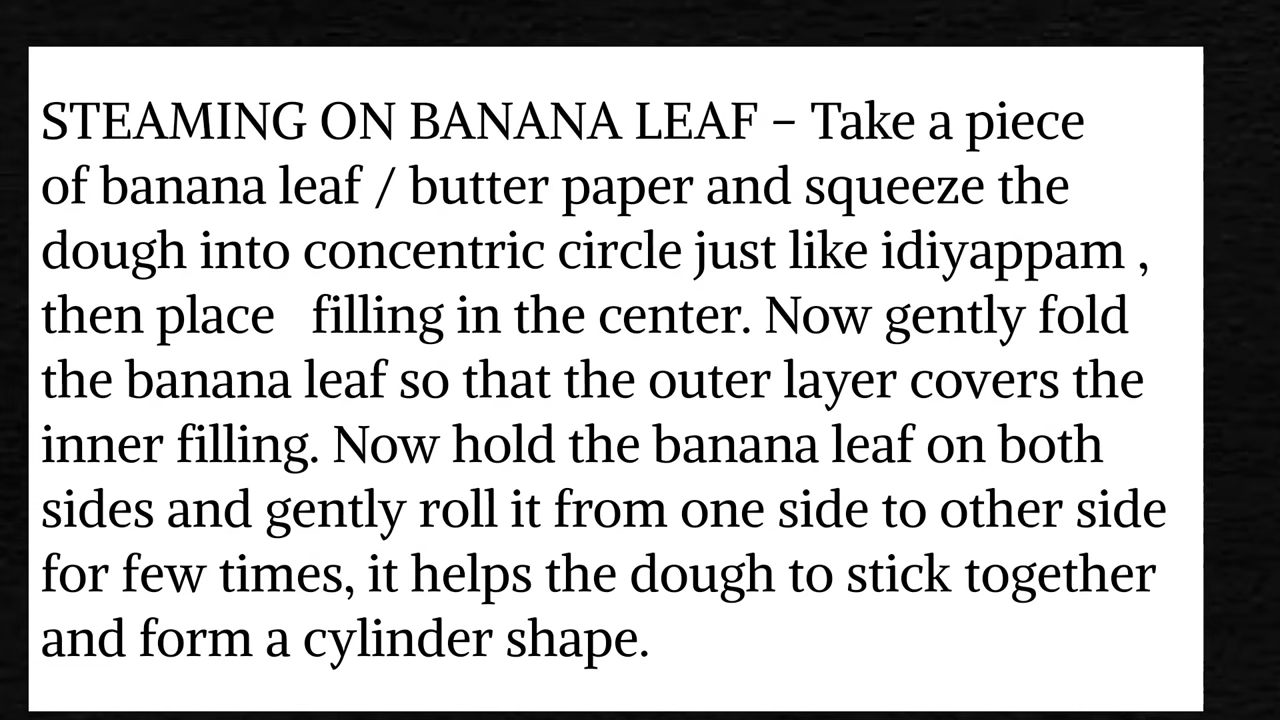 STEAMING ON BANANA LEAF – Take a piece
of banana leaf / butter paper and squeeze the
dough into concentric circle just like idiyappam ,
then place   filling in the center. Now gently fold
the banana leaf so that the outer layer covers the
inner filling. Now hold the banana leaf on both
sides and gently roll it from one side to other side
for few times, it helps the dough to stick together
and form a cylinder shape.